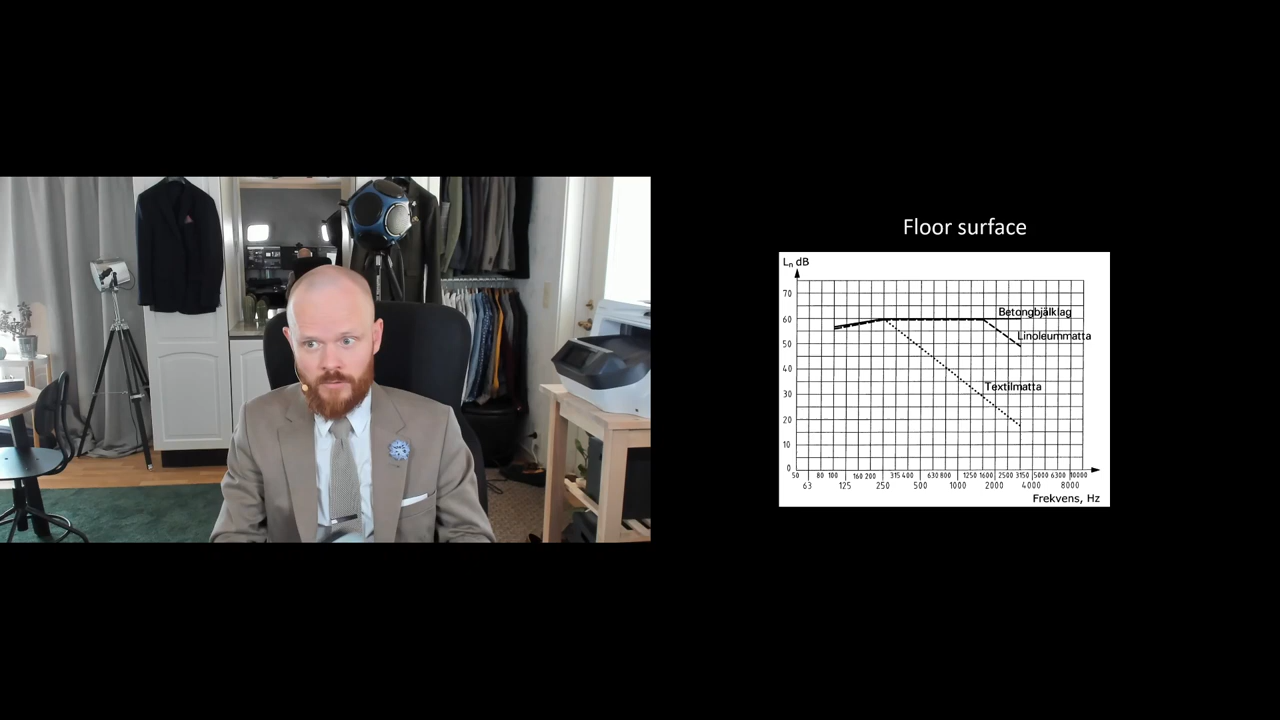 Floor surface
Lₙ dB
70
60
50
40
30
20
10
0
Betongbjälklag
Linoleummatta
Textilmatta
50 80 100 160 200 315 400 630 800 1250 1600 2500 3150 5000 6300 10000
63 125 250 500 1000 2000 4000 8000
Frekvens, Hz